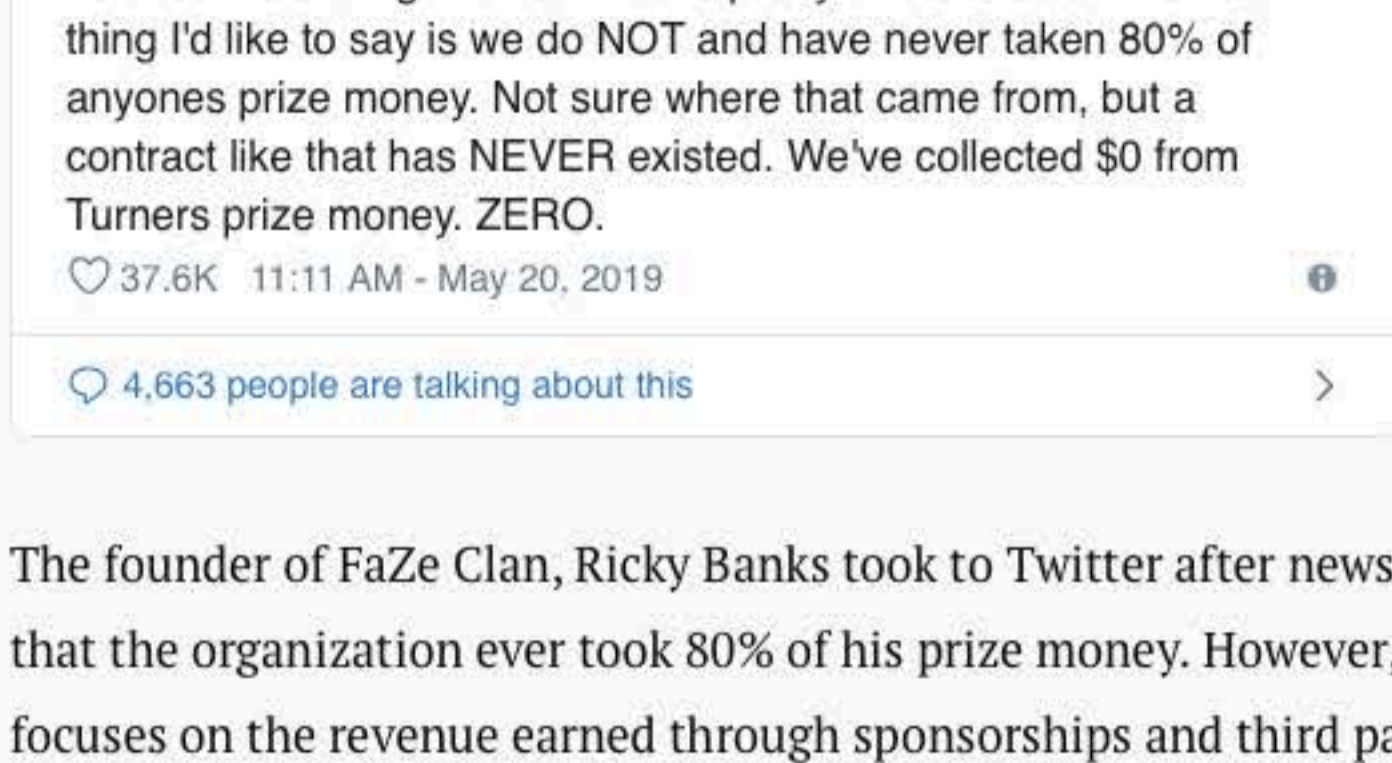 thing I'd like to say is we do NOT and have never taken 80% of
anyones prize money. Not sure where that came from, but a
contract like that has NEVER existed. We've collected $0 from
Turners prize money. ZERO.
37.6K 11:11 AM - May 20, 2019
4,663 people are talking about this
The founder of FaZe Clan, Ricky Banks took to Twitter after news
that the organization ever took 80% of his prize money. However,
focuses on the revenue earned through sponsorships and third